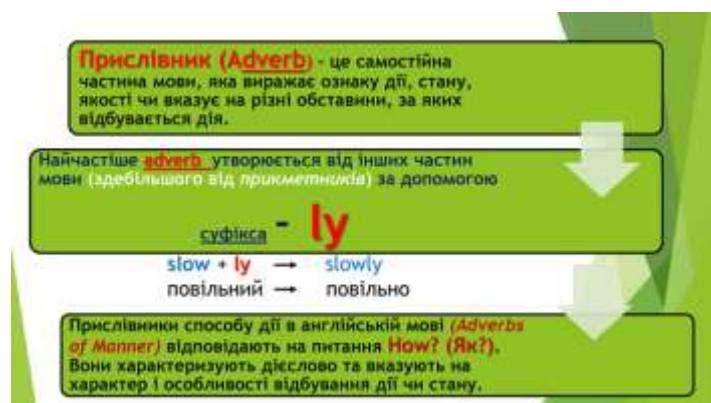 Прислівник (Adverb) - це самостійна
частина мови, яка виражає ознаку дії, стану,
якості чи вказує на різні обставини, за яких
відбувається дія.
Найчастіше adverb утворюється від інших частин
мови (здебільшого від прикметників) за допомогою
суфікса - ly
slow + ly → slowly
повільний → повільно
Прислівники способу дії в англійській мові (Adverbs
of Manner) відповідають на питання How? (Як?).
Вони характеризують дієслово та вказують на
характер і особливості відбування дії чи стану.